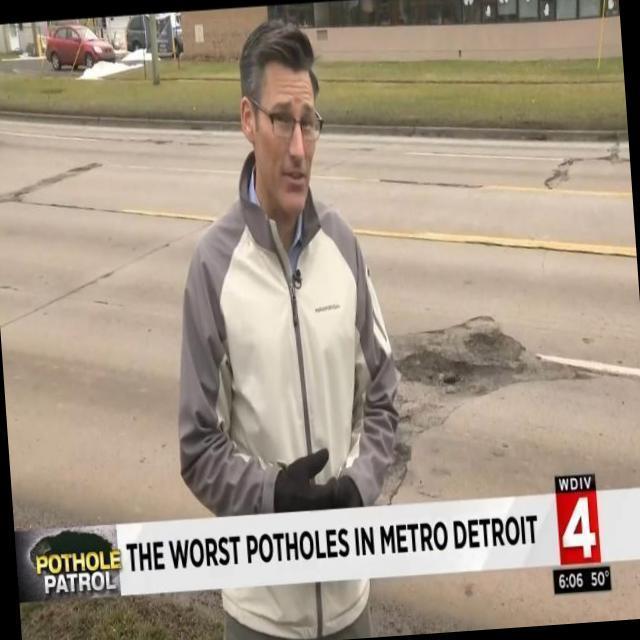 POTHOLE
PATROL
THE WORST POTHOLES IN METRO DETROIT
WDIV
4
6:06 50°